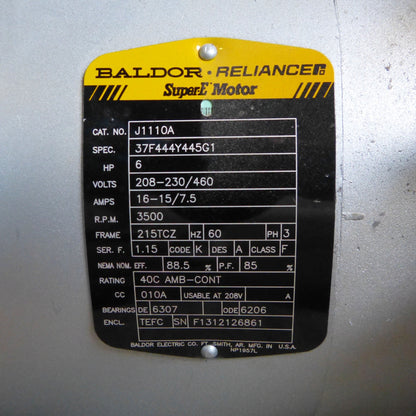 BALDOR · RELIANCE
Super-E Motor
CAT. NO. J1110A
SPEC. 37F444Y445G1
HP 6
VOLTS 208-230/460
AMPS 16-15/7.5
R.P.M. 3500
FRAME 215TCZ HZ 60 PH 3
SER. F. 1.15 CODE K DES A CLASS F
NEMA NOM. EFF. 88.5 % P.F. 85 %
RATING 40C AMB-CONT
CC 010A USABLE AT 208V A
BEARINGS DE 6307 ODE 6206
ENCL. TEFC SN F1312126861
BALDOR ELECTRIC CO. FT. SMITH, AR. MFG. IN U.S.A.
NP1957L